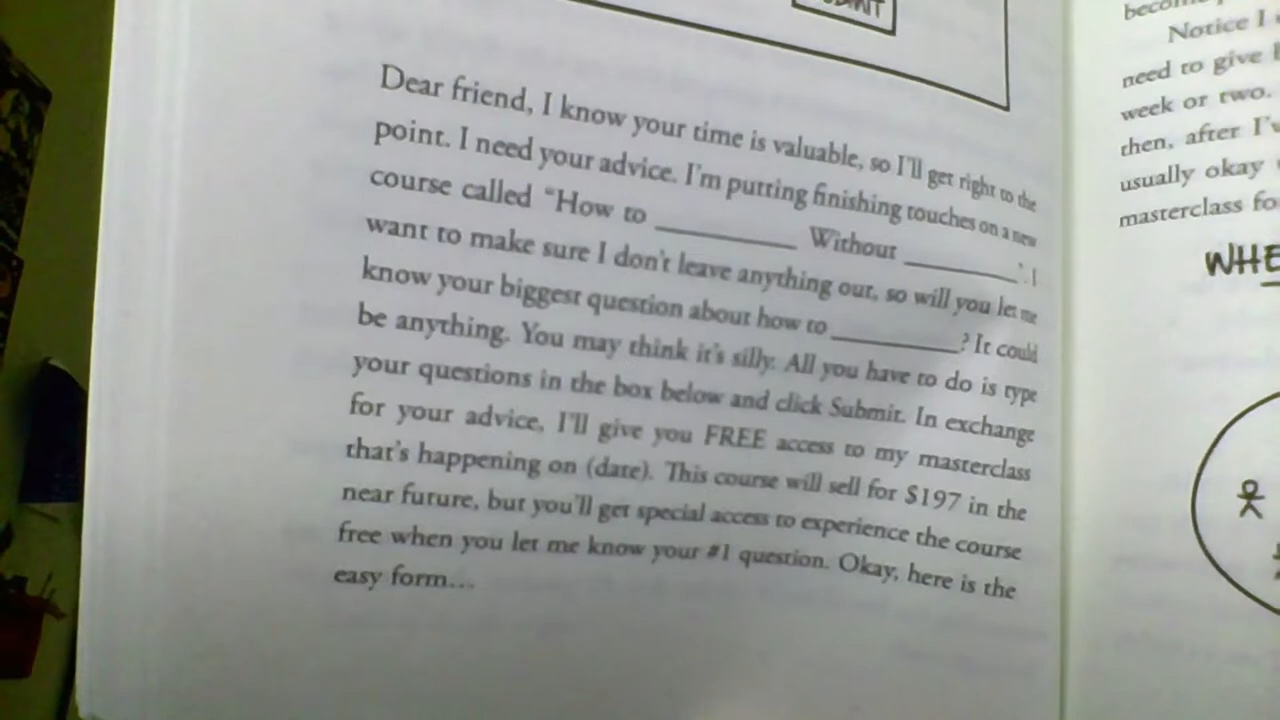 Dear friend, I know your time is valuable, so I'll get right to the
point. I need your advice. I'm putting finishing touches on a new
course called "How to __________ Without __________". I
want to make sure I don't leave anything out, so will you let me
know your biggest question about how to __________? It could
be anything. You may think it's silly. All you have to do is type
your questions in the box below and click Submit. In exchange
for your advice, I'll give you FREE access to my masterclass
that's happening on (date). This course will sell for $197 in the
near future, but you'll get special access to experience the course
free when you let me know your #1 question. Okay, here is the
easy form...
Notice I
need to give
week or two.
then, after I'v
usually okay
masterclass fo
WHE